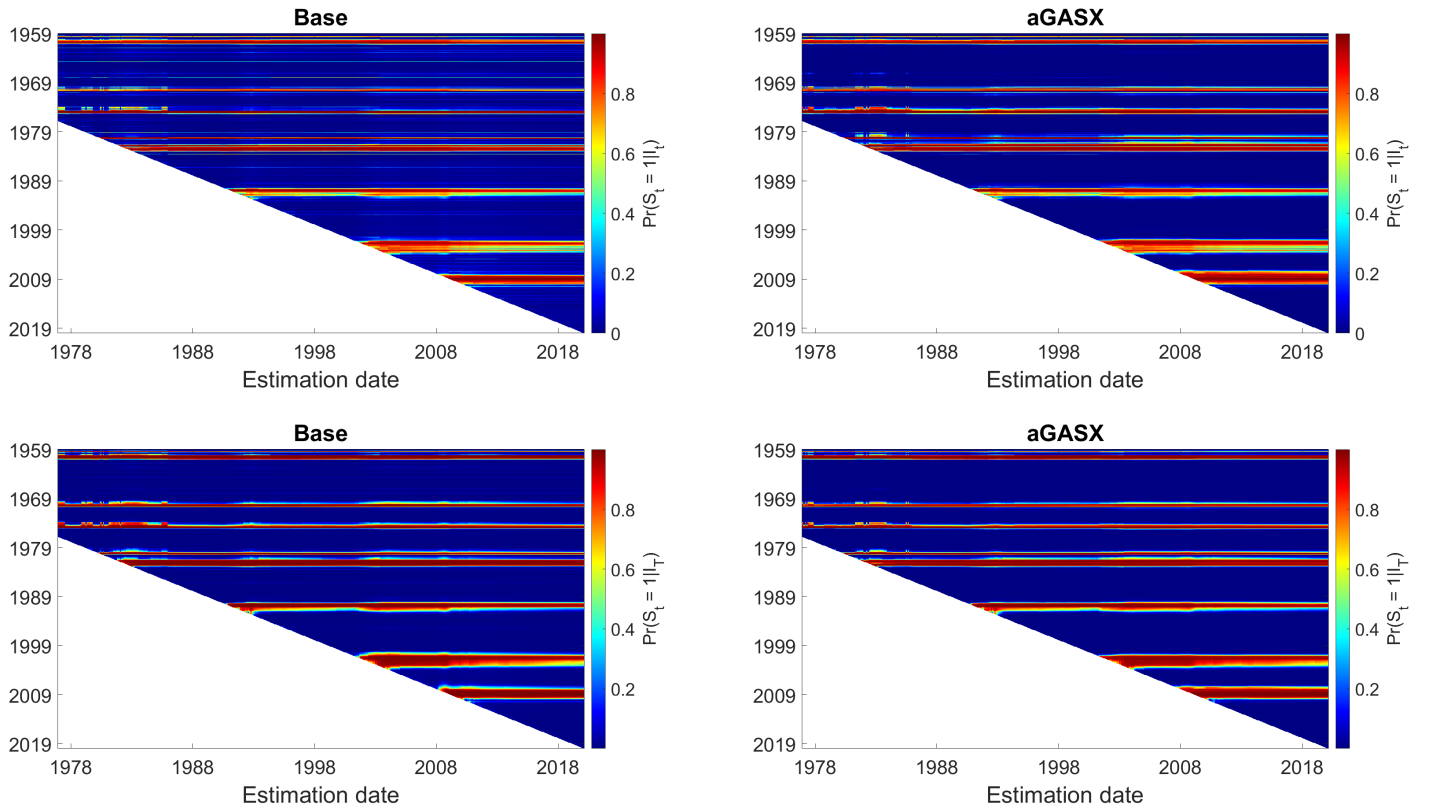 Base
1959
1969
1979
1989
1999
2009
2019
1978 1988 1998 2008 2018
Estimation date
0.8
0.6
0.4
0.2
0
Pr(S_t = 1||I_t)
aGASX
1959
1969
1979
1989
1999
2009
2019
1978 1988 1998 2008 2018
Estimation date
0.8
0.6
0.4
0.2
0
Pr(S_t = 1||I_t)
Base
1959
1969
1979
1989
1999
2009
2019
1978 1988 1998 2008 2018
Estimation date
0.8
0.6
0.4
0.2
Pr(S_t = 1||I_T)
aGASX
1959
1969
1979
1989
1999
2009
2019
1978 1988 1998 2008 2018
Estimation date
0.8
0.6
0.4
0.2
Pr(S_t = 1||I_T)